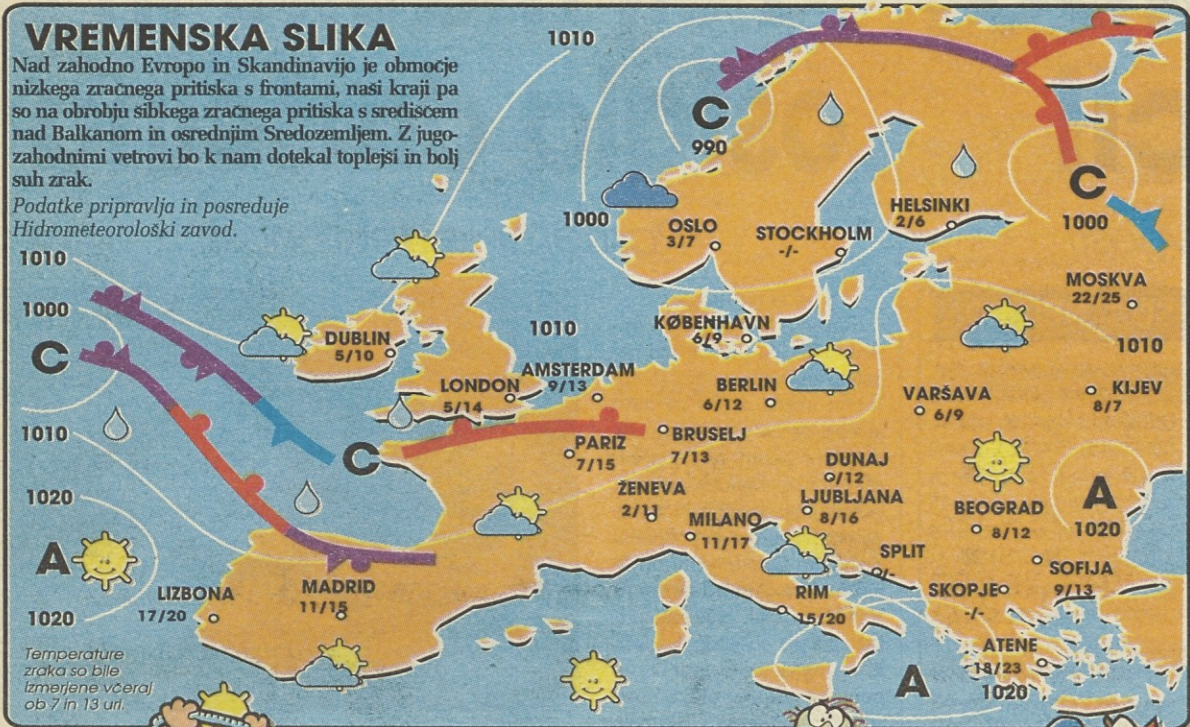 VREMENSKA SLIKA
Nad zahodno Evropo in Skandinavijo je območje
nizkega zračnega pritiska s frontami, naši kraji pa
so na obrobju šibkega zračnega pritiska s središčem
nad Balkanom in osrednjim Sredozemljem. Z jugo-
zahodnimi vetrovi bo k nam dotekal toplejši in bolj
suh zrak.
Podatke pripravlja in posreduje
Hidrometeorološki zavod.
1010
C
990
1000
OSLO
3/7
STOCKHOLM
-/-
HELSINKI
2/6
C
1000
MOSKVA
22/25
1010
1000
C
1010
1020
A
1020
DUBLIN
5/10
1010
KØBENHAVN
6/9
1010
LONDON
5/14
AMSTERDAM
9/13
BERLIN
6/12
VARŠAVA
6/9
KIJEV
8/7
C
PARIZ
7/15
BRUSELJ
7/13
DUNAJ
/12
ŽENEVA
2/11
LJUBLJANA
8/16
BEOGRAD
8/12
A
1020
MILANO
11/17
SPLIT
/-
SOFIJA
9/13
LIZBONA
17/20
MADRID
11/15
RIM
15/20
SKOPJE
-/-
ATENE
18/23
A
1020
Temperature
zraka so bile
izmerjene včeraj
ob 7 in 13 uri.